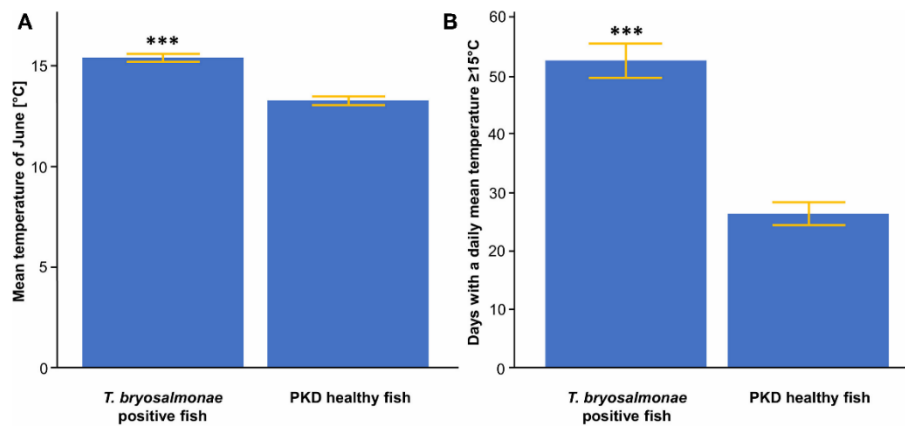 A
***
Mean temperature of June [°C]
15
10
5
0
T. bryosalmonae
positive fish
PKD healthy fish
B
***
Days with a daily mean temperature ≥15°C
60
50
40
30
20
10
0
T. bryosalmonae
positive fish
PKD healthy fish